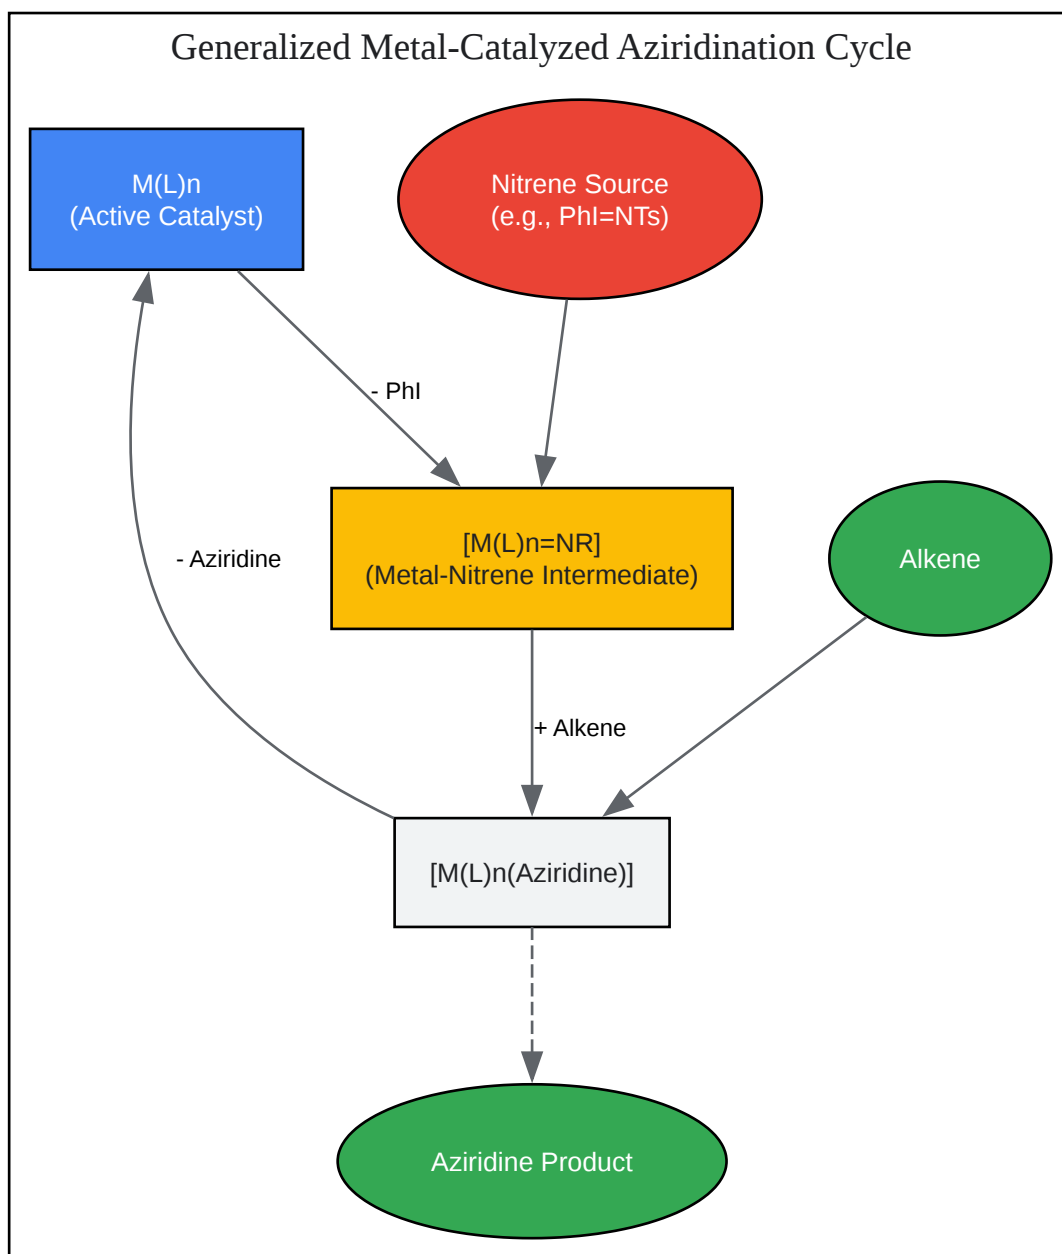 Generalized Metal-Catalyzed Aziridination Cycle
M(L)n
(Active Catalyst)
Nitrene Source
(e.g., PhI=NTs)
- PhI
[M(L)n=NR]
(Metal-Nitrene Intermediate)
- Aziridine
Alkene
+ Alkene
[M(L)n(Aziridine)]
Aziridine Product